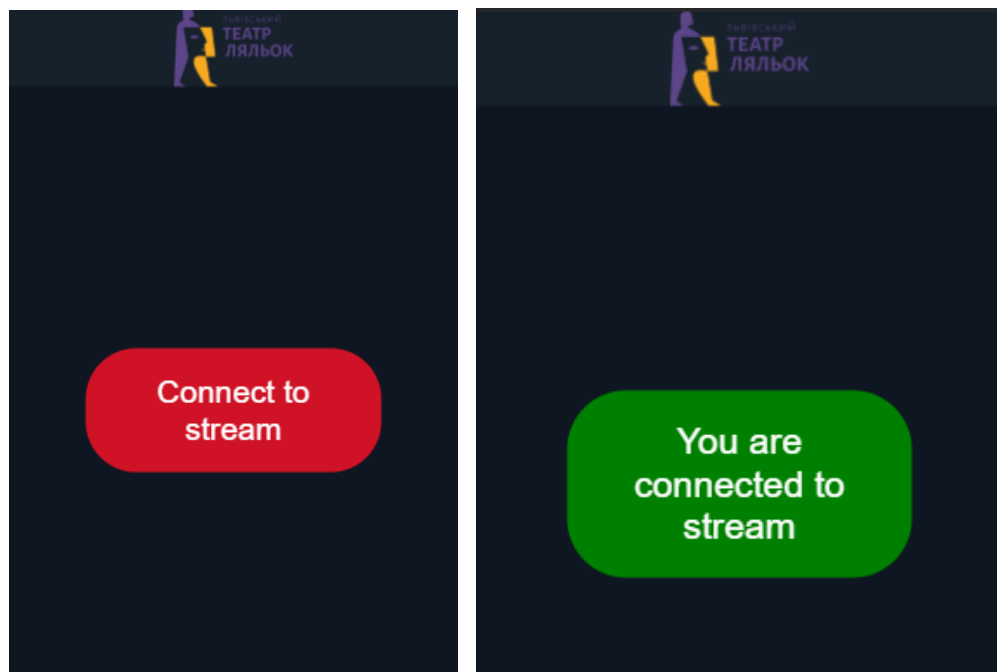 ЛЬВІВСЬКИЙ
ТЕАТР
ЛЯЛЬОК
Connect to
stream
ЛЬВІВСЬКИЙ
ТЕАТР
ЛЯЛЬОК
You are
connected to
stream